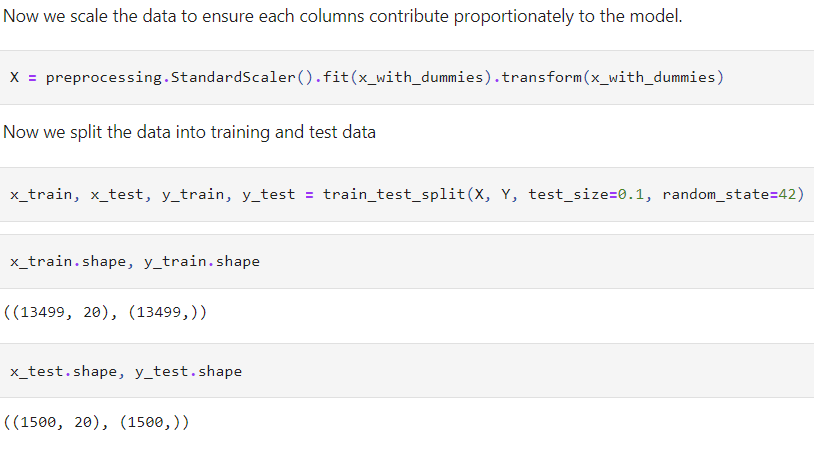 Now we scale the data to ensure each columns contribute proportionately to the model.
X = preprocessing.StandardScaler().fit(x_with_dummies).transform(x_with_dummies)
Now we split the data into training and test data
x_train, x_test, y_train, y_test = train_test_split(X, Y, test_size=0.1, random_state=42)
x_train.shape, y_train.shape
((13499, 20), (13499,))
x_test.shape, y_test.shape
((1500, 20), (1500,))